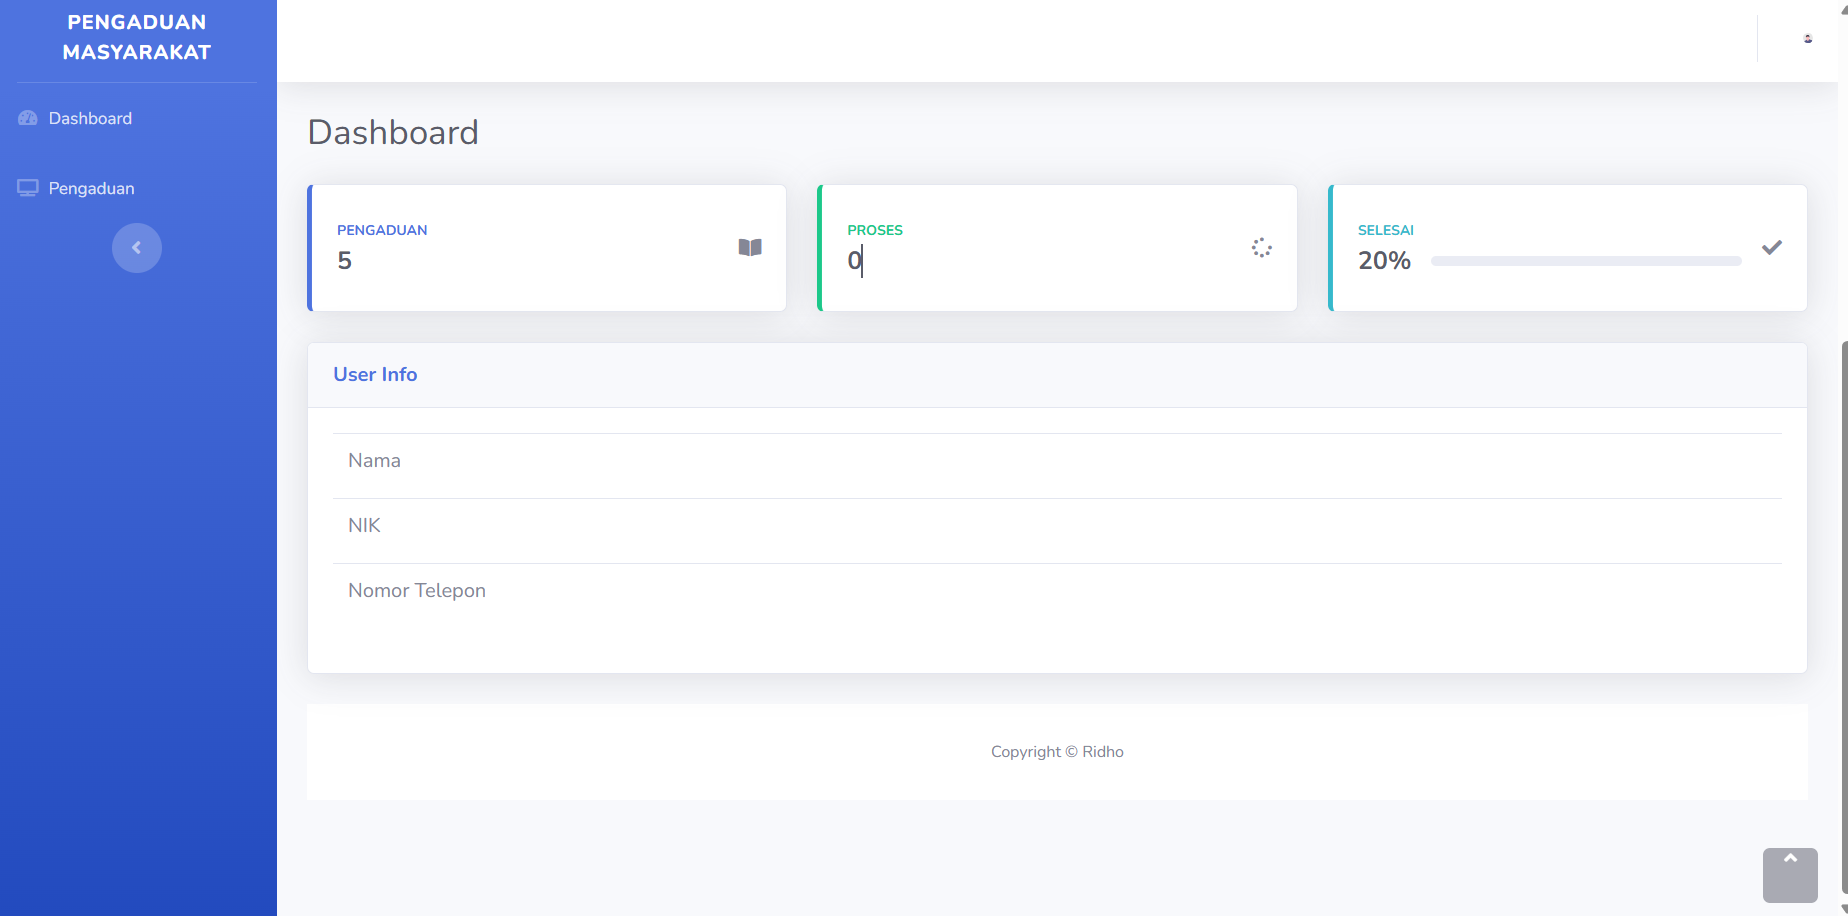 PENGADUAN
MASYARAKAT
Dashboard
Pengaduan
Dashboard
PENGADUAN
5
PROSES
0
SELESAI
20%
User Info
Nama
NIK
Nomor Telepon
Copyright © Ridho